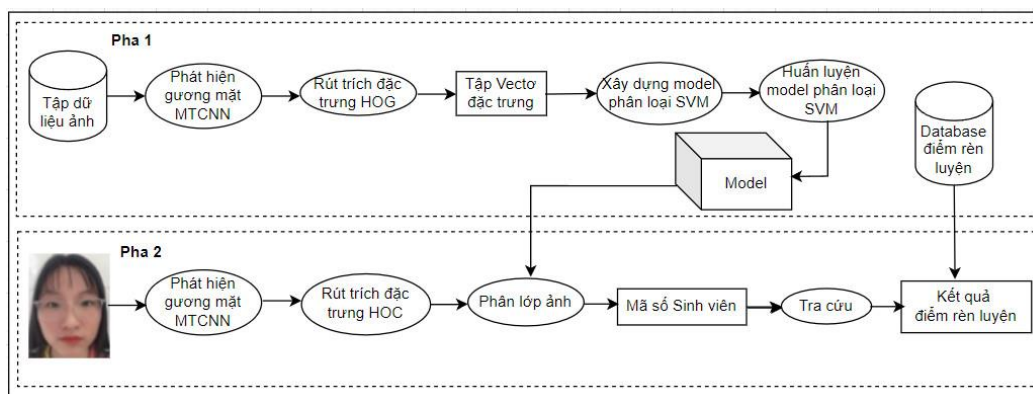 Pha 1
Tập dữ
liệu ảnh
Phát hiện
gương mặt
MTCNN
Rút trích đặc
trưng HOG
Tập Vectơ
đặc trưng
Xây dựng model
phân loại SVM
Huấn luyện
model phân loại
SVM
Database
điểm rèn
luyện
Model
Pha 2
Phát hiện
gương mặt
MTCNN
Rút trích đặc
trưng HOC
Phân lớp ảnh
Mã số Sinh viên
Tra cứu
Kết quả
điểm rèn luyện